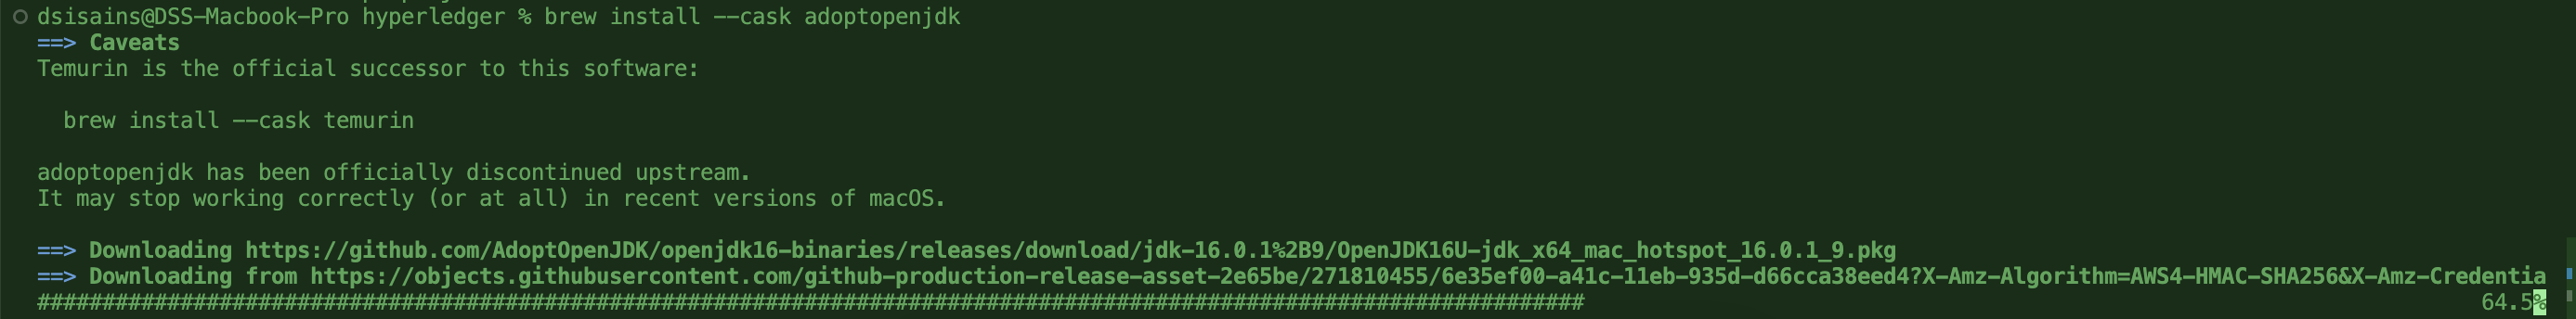 dsisains@DSS-Macbook-Pro hyperledger % brew install --cask adoptopenjdk
==> Caveats
Temurin is the official successor to this software:
brew install --cask temurin
adoptopenjdk has been officially discontinued upstream.
It may stop working correctly (or at all) in recent versions of macOS.
==> Downloading https://github.com/AdoptOpenJDK/openjdk16-binaries/releases/download/jdk-16.0.1%2B9/OpenJDK16U-jdk_x64_mac_hotspot_16.0.1_9.pkg
==> Downloading from https://objects.githubusercontent.com/github-production-release-asset-2e65be/271810455/6e35ef00-a41c-11eb-935d-d66cca38eed4?X-Amz-Algorithm=AWS4-HMAC-SHA256&X-Amz-Credentia
####################################################################################################################### 64.5%